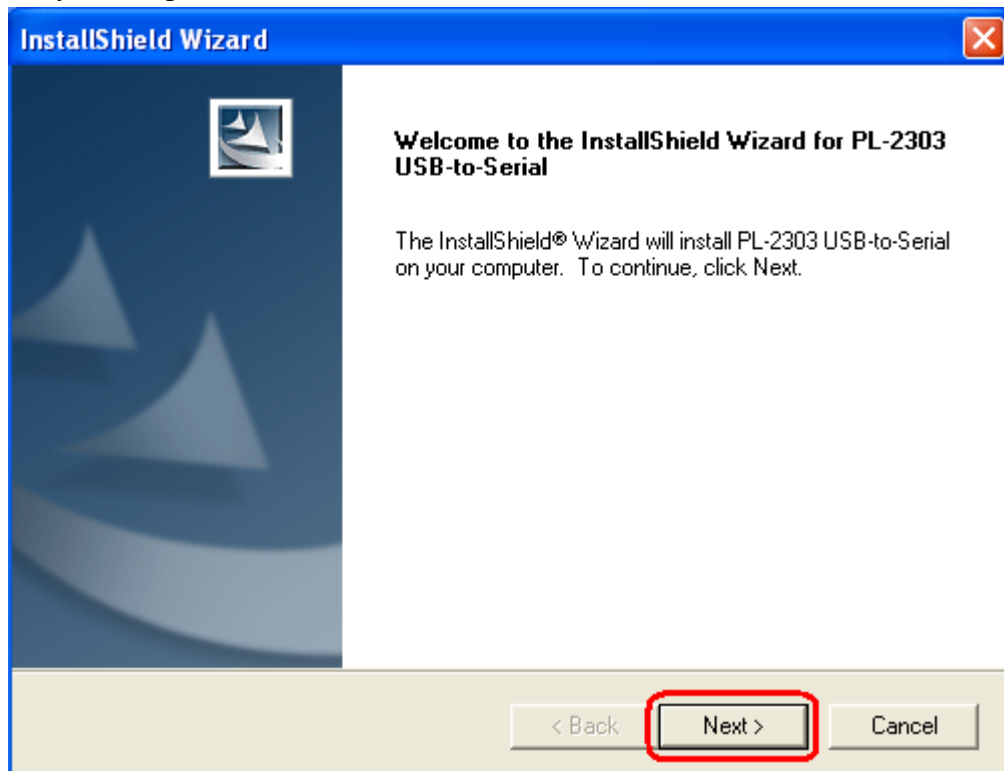 InstallShield Wizard
Welcome to the InstallShield Wizard for PL-2303
USB-to-Serial
The InstallShield® Wizard will install PL-2303 USB-to-Serial
on your computer.  To continue, click Next.
< Back
Next >
Cancel